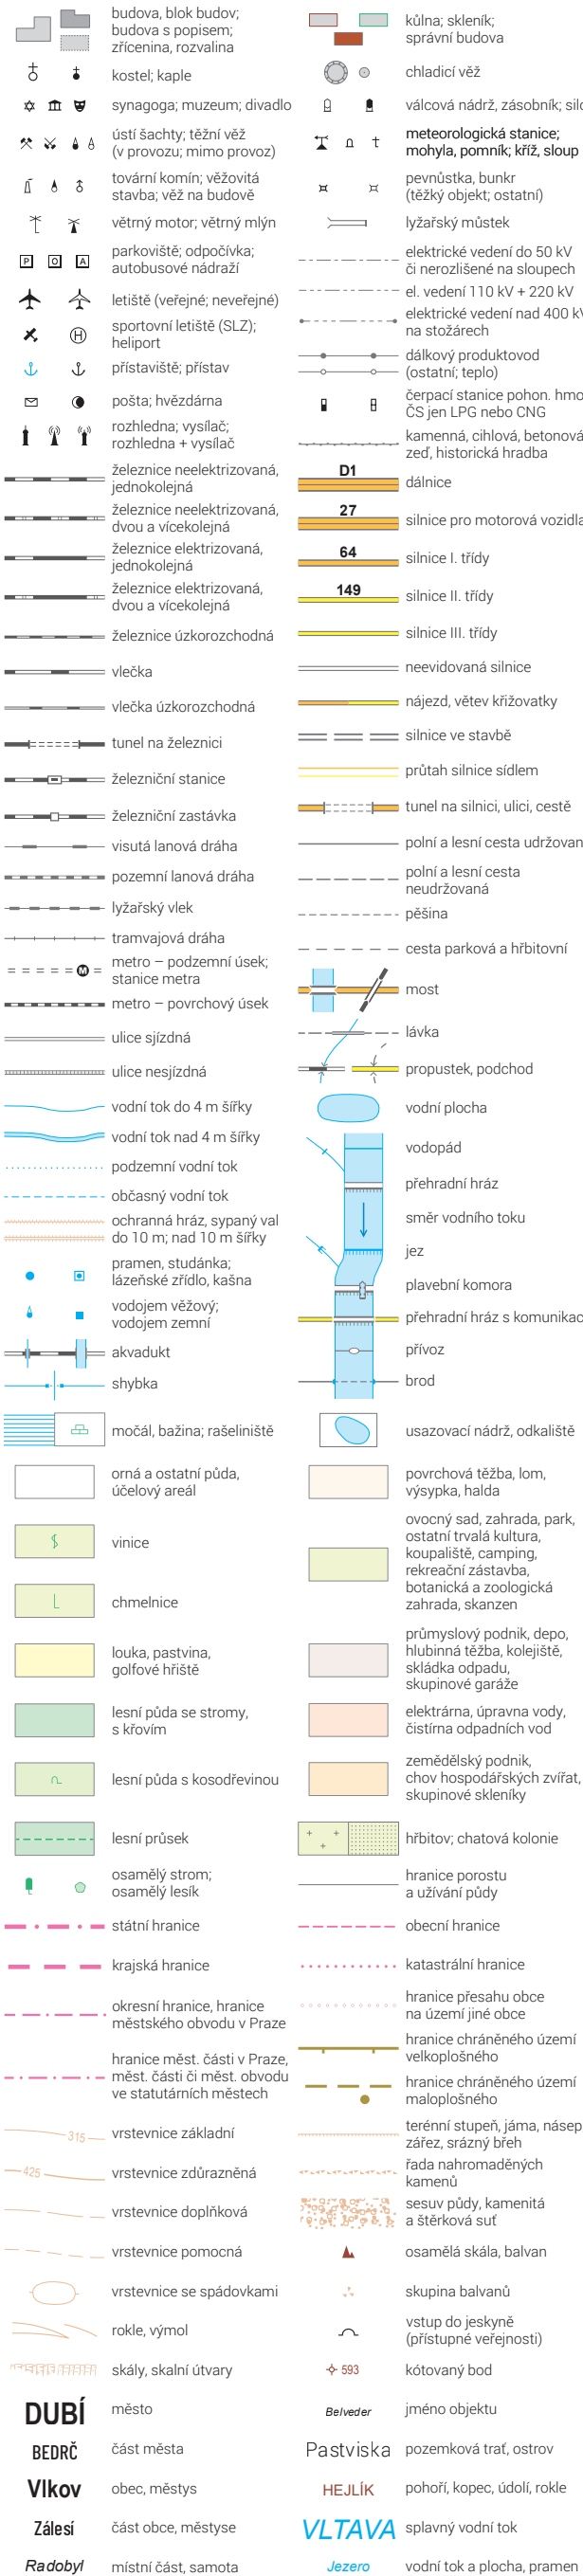 budova, blok budov;
budova s popisem;
zřícenina, rozvalina
kostel; kaple
synagoga; muzeum; divadlo
ústí šachty; těžní věž
(v provozu; mimo provoz)
tovární komín; věžovitá
stavba; věž na budově
větrný motor; větrný mlýn
P O A
parkoviště; odpočívka;
autobusové nádraží
letiště (veřejné; neveřejné)
H
sportovní letiště (SLZ);
heliport
přístaviště; přístav
pošta; hvězdárna
rozhledna; vysílač;
rozhledna + vysílač
železnice neelektrizovaná,
jednokolejná
železnice neelektrizovaná,
dvou a vícekolejná
železnice elektrizovaná,
jednokolejná
železnice elektrizovaná,
dvou a vícekolejná
železnice úzkorozchodná
vlečka
vlečka úzkorozchodná
tunel na železnici
železniční stanice
železniční zastávka
visutá lanová dráha
pozemní lanová dráha
lyžařský vlek
tramvajová dráha
M
metro – podzemní úsek;
stanice metra
metro – povrchový úsek
ulice sjízdná
ulice nesjízdná
vodní tok do 4 m šířky
vodní tok nad 4 m šířky
podzemní vodní tok
občasný vodní tok
ochranná hráz, sypaný val
do 10 m; nad 10 m šířky
pramen, studánka;
lázeňské zřídlo, kašna
vodojem věžový;
vodojem zemní
akvadukt
shybka
močál, bažina; rašeliniště
orná a ostatní půda,
účelový areál
vinice
chmelnice
louka, pastvina,
golfové hřiště
lesní půda se stromy,
s křovím
lesní půda s kosodřevinou
lesní průsek
osamělý strom;
osamělý lesík
státní hranice
krajská hranice
okresní hranice, hranice
městského obvodu v Praze
hranice měst. části v Praze,
měst. části či měst. obvodu
ve statutárních městech
315
vrstevnice základní
425
vrstevnice zdůrazněná
vrstevnice doplňková
vrstevnice pomocná
vrstevnice se spádovkami
rokle, výmol
skály, skalní útvary
DUBÍ
město
BEDRČ
část města
Vlkov
obec, městys
Zálesí
část obce, městyse
Radobyl
místní část, samota
kůlna; skleník;
správní budova
chladicí věž
válcová nádrž, zásobník; silo
meteorologická stanice;
mohyla, pomník; kříž, sloup
pevnůstka, bunkr
(těžký objekt; ostatní)
lyžařský můstek
elektrické vedení do 50 kV
či nerozlišené na sloupech
el. vedení 110 kV + 220 kV
elektrické vedení nad 400 kV
na stožárech
dálkový produktovod
(ostatní; teplo)
čerpací stanice pohon. hmo
ČS jen LPG nebo CNG
kamenná, cihlová, betonová
zeď, historická hradba
D1
dálnice
27
silnice pro motorová vozidla
64
silnice I. třídy
149
silnice II. třídy
silnice III. třídy
neevidovaná silnice
nájezd, větev křižovatky
silnice ve stavbě
průtah silnice sídlem
tunel na silnici, ulici, cestě
polní a lesní cesta udržovan
polní a lesní cesta
neudržovaná
pěšina
cesta parková a hřbitovní
most
lávka
propustek, podchod
vodní plocha
vodopád
přehradní hráz
směr vodního toku
jez
plavební komora
přehradní hráz s komunikac
přívoz
brod
usazovací nádrž, odkaliště
povrchová těžba, lom,
výsypka, halda
ovocný sad, zahrada, park,
ostatní trvalá kultura,
koupaliště, camping,
rekreační zástavba,
botanická a zoologická
zahrada, skanzen
průmyslový podnik, depo,
hlubinná těžba, kolejiště,
skládka odpadu,
skupinové garáže
elektrárna, úpravna vody,
čistírna odpadních vod
zemědělský podnik,
chov hospodářských zvířat,
skupinové skleníky
hřbitov; chatová kolonie
hranice porostu
a užívání půdy
obecní hranice
katastrální hranice
hranice přesahu obce
na území jiné obce
hranice chráněného území
velkoplošného
hranice chráněného území
maloplošného
terénní stupeň, jáma, násep
zářez, srázný břeh
řada nahromaděných
kamenů
sesuv půdy, kamenitá
a štěrková suť
osamělá skála, balvan
skupina balvanů
vstup do jeskyně
(přístupné veřejnosti)
593
kótovaný bod
Belveder
jméno objektu
Pastviska
pozemková trať, ostrov
HEJLÍK
pohoří, kopec, údolí, rokle
VLTAVA
splavný vodní tok
Jezero
vodní tok a plocha, pramen